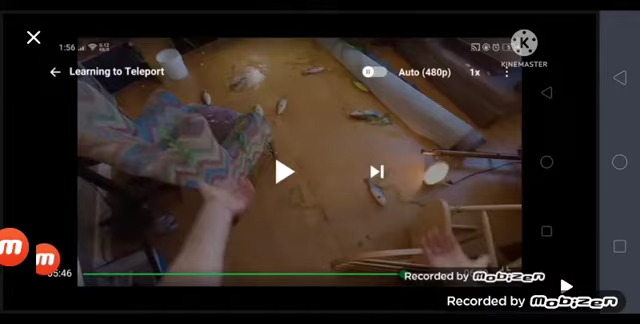 1:56
Learning to Teleport
Auto (480p)
1x
K
KINEMASTER
M
M
05:46
Recorded by Mobizen
Recorded by Mobizen